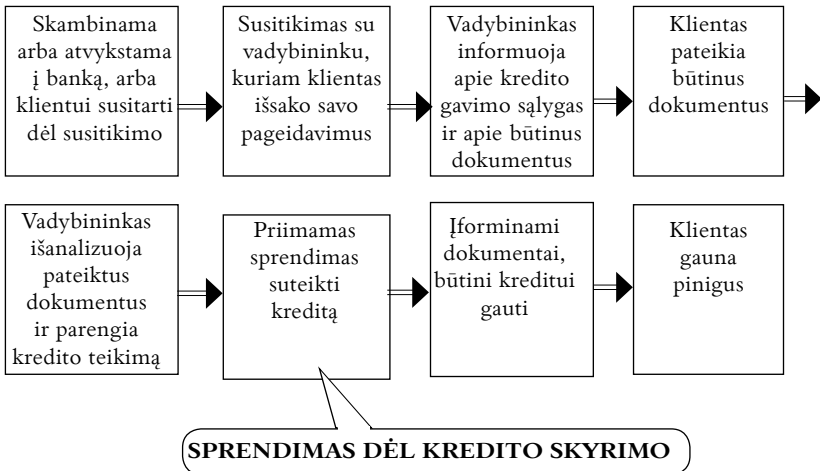 Skambinama
arba atvykstama
į banką, arba
klientui susitarti
dėl susitikimo
Susitikimas su
vadybininku,
kuriam klientas
išsako savo
pageidavimus
Vadybininkas
informuoja
apie kredito
gavimo sąlygas
ir apie būtinus
dokumentus
Klientas
pateikia
būtinus
dokumentus
Vadybininkas
išanalizuoja
pateiktus
dokumentus
ir parengia
kredito teikimą
Priimamas
sprendimas
suteikti
kreditą
Įforminami
dokumentai,
būtini kreditui
gauti
Klientas
gauna
pinigus
SPRENDIMAS DĖL KREDITO SKYRIMO